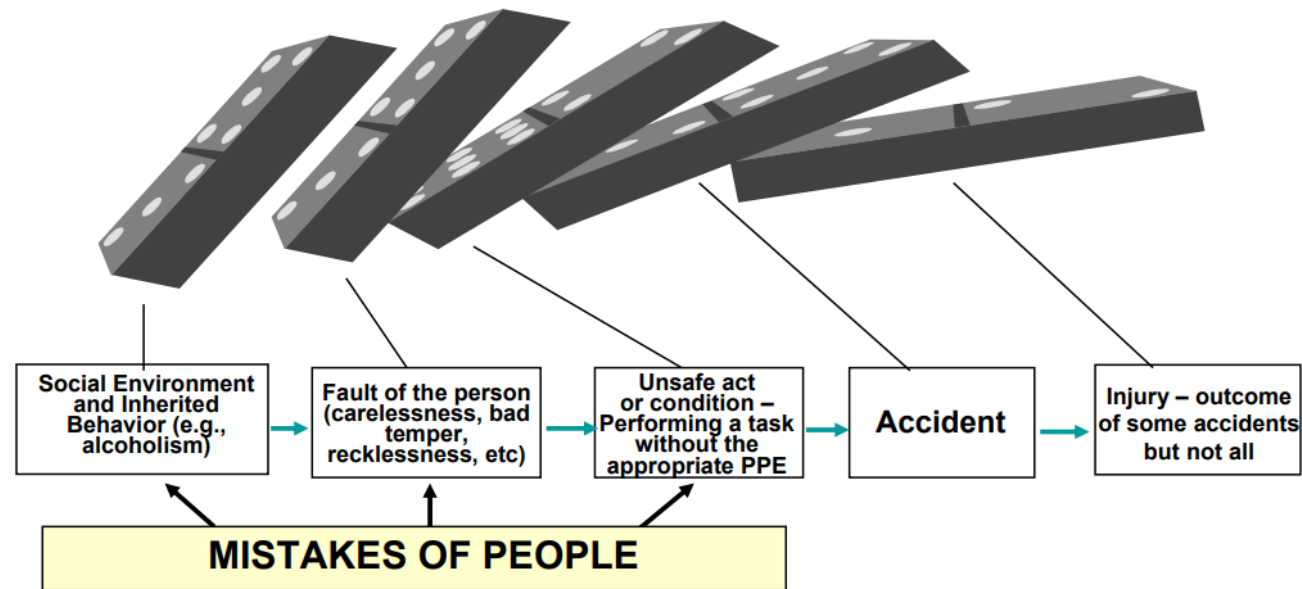 Social Environment
and Inherited
Behavior (e.g.,
alcoholism)
Fault of the person
(carelessness, bad
temper,
recklessness, etc)
Unsafe act
or condition –
Performing a task
without the
appropriate PPE
Accident
Injury – outcome
of some accidents
but not all
MISTAKES OF PEOPLE